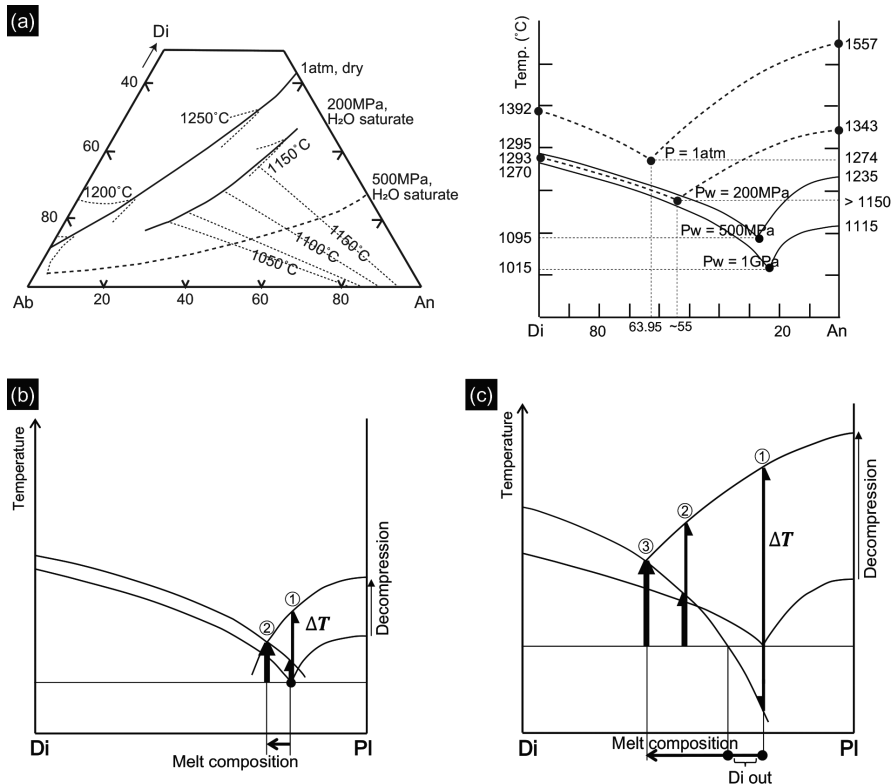 (a)
Di
40
60
80
1atm, dry
200MPa,
H₂O saturate
500MPa,
H₂O saturate
1250˚C
1200˚C
1150˚C
1150˚C
1100˚C
1050˚C
Ab
20
40
60
80
An
Temp. (˚C)
1557
1392
1343
1295
1293
1270
P = 1atm
1274
1235
Pw = 200MPa
> 1150
Pw = 500MPa
1115
1095
Pw = 1GPa
1015
Di
80
63.95
~55
20
An
(b)
Temperature
①
②
ΔT
Decompression
Di
Pl
Melt composition
(c)
Temperature
①
②
③
ΔT
Decompression
Di
Melt composition
Pl
Di out